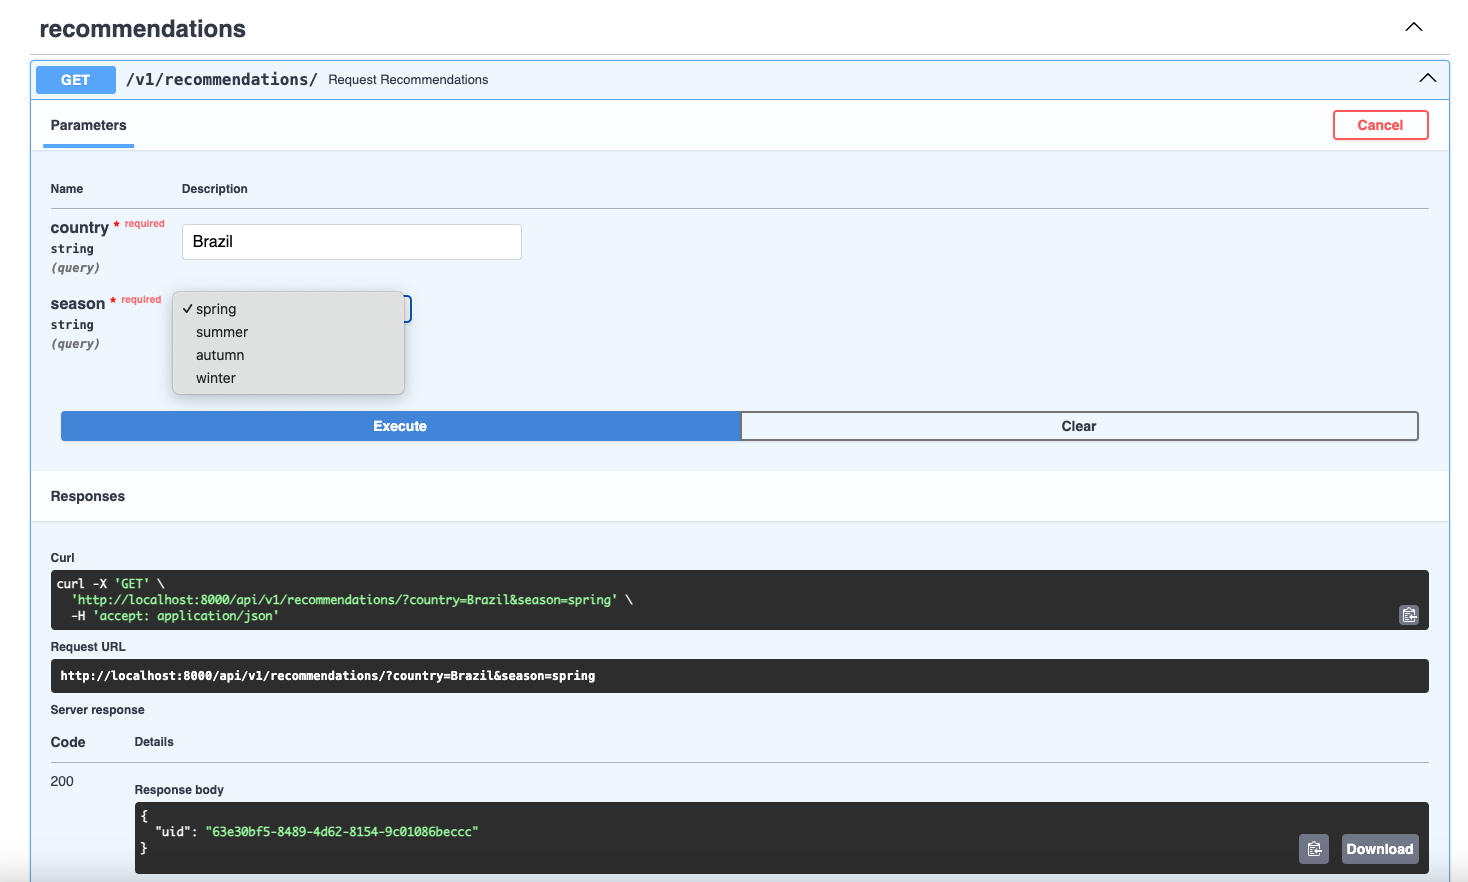 recommendations
GET /v1/recommendations/ Request Recommendations
Parameters
Cancel
Name Description
country * required
string
(query)
Brazil
season * required
string
(query)
✓ spring
summer
autumn
winter
Execute
Clear
Responses
Curl
curl -X 'GET' \
'http://localhost:8000/api/v1/recommendations/?country=Brazil&season=spring' \
-H 'accept: application/json'
Request URL
http://localhost:8000/api/v1/recommendations/?country=Brazil&season=spring
Server response
Code Details
200
Response body
{
"uid": "63e30bf5-8489-4d62-8154-9c01086beccc"
}
Download